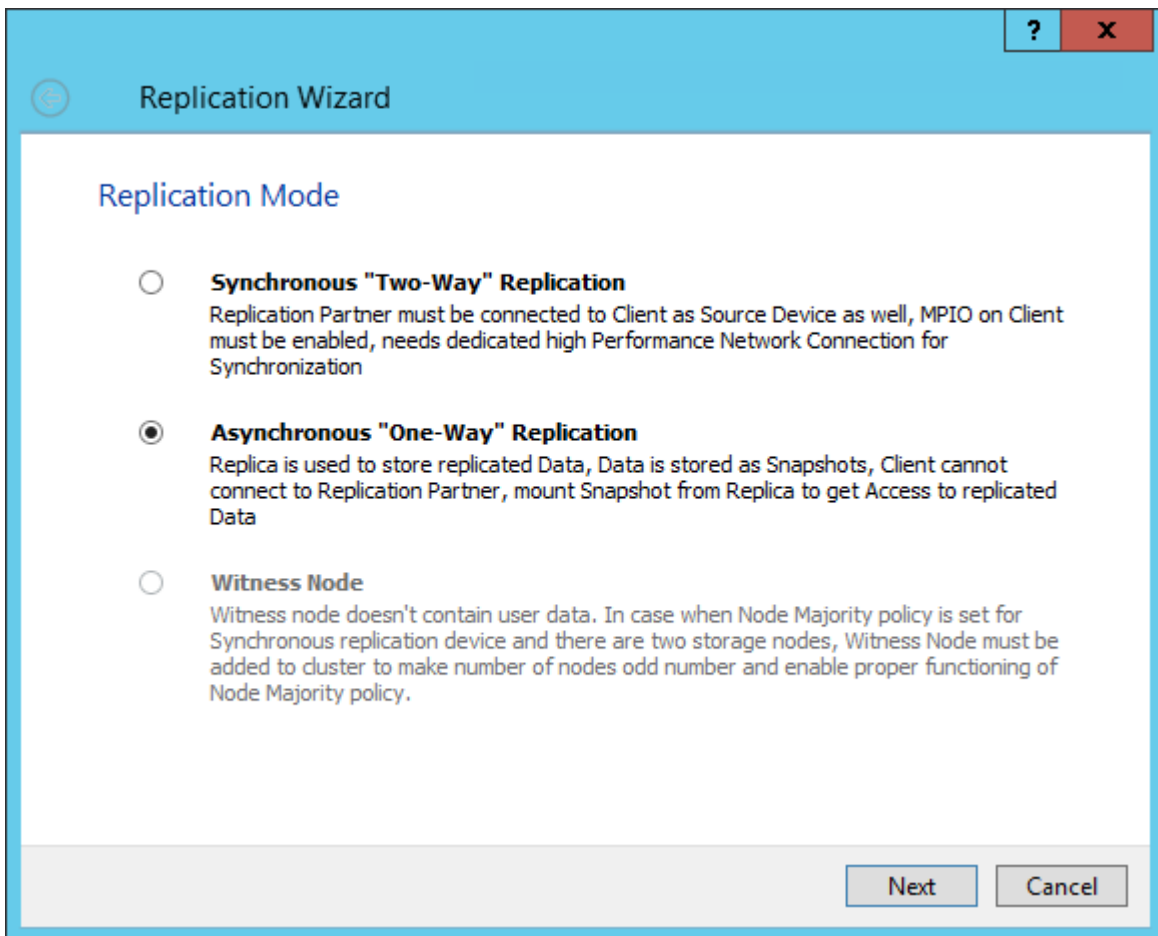 ?
x
Replication Wizard
Replication Mode
Synchronous "Two-Way" Replication
Replication Partner must be connected to Client as Source Device as well, MPIO on Client
must be enabled, needs dedicated high Performance Network Connection for
Synchronization
Asynchronous "One-Way" Replication
Replica is used to store replicated Data, Data is stored as Snapshots, Client cannot
connect to Replication Partner, mount Snapshot from Replica to get Access to replicated
Data
Witness Node
Witness node doesn't contain user data. In case when Node Majority policy is set for
Synchronous replication device and there are two storage nodes, Witness Node must be
added to cluster to make number of nodes odd number and enable proper functioning of
Node Majority policy.
Next
Cancel